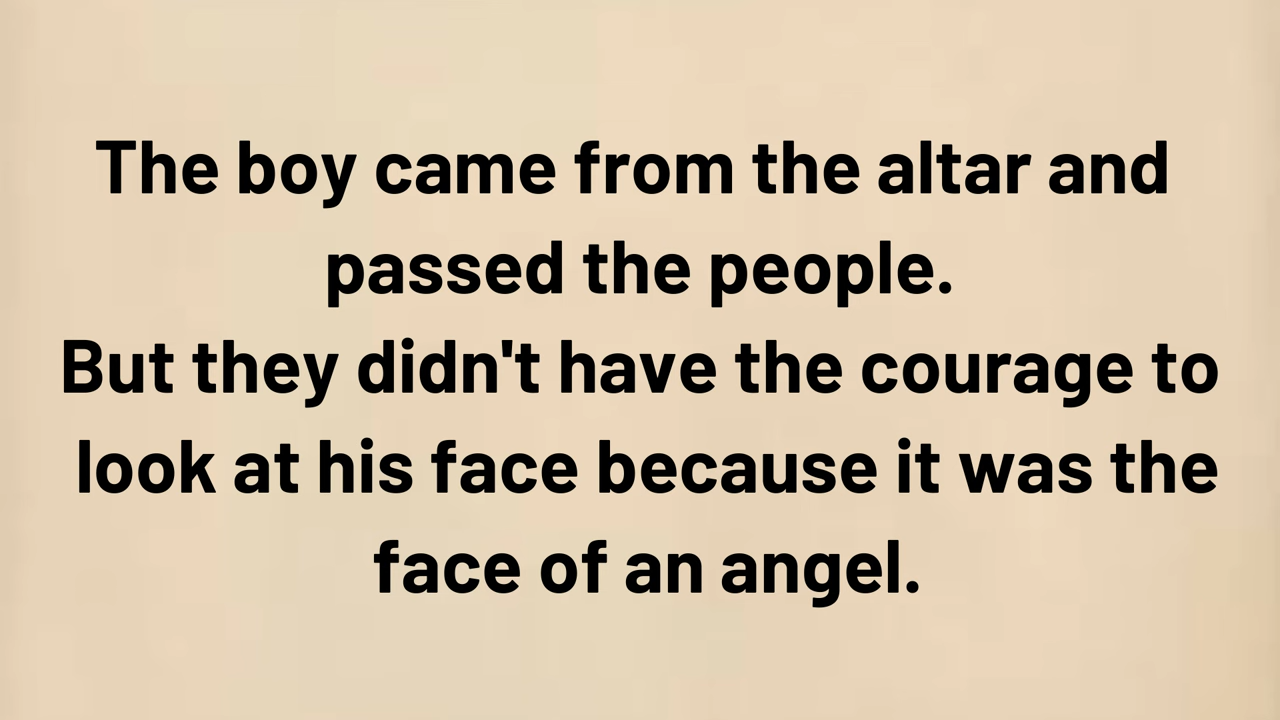 The boy came from the altar and
passed the people.
But they didn't have the courage to
look at his face because it was the
face of an angel.